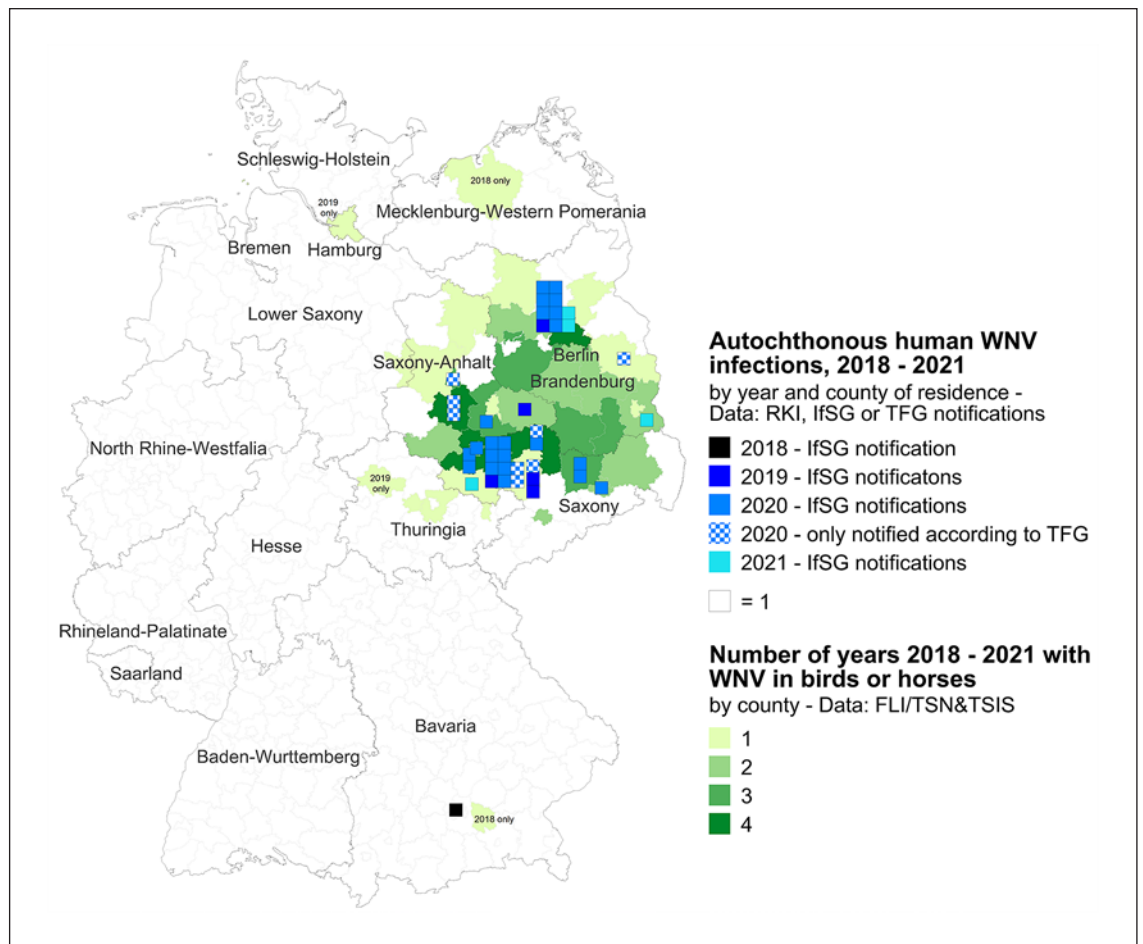 Schleswig-Holstein
2018 only
2019
only
Mecklenburg-Western Pomerania
Bremen
Hamburg
Lower Saxony
Saxony-Anhalt
Berlin
Brandenburg
North Rhine-Westfalia
2019
only
Saxony
Thuringia
Hesse
Rhineland-Palatinate
Saarland
Bavaria
Baden-Wurttemberg
2018 only
Autochthonous human WNV
infections, 2018 - 2021
by year and county of residence -
Data: RKI, IfSG or TFG notifications
2018 - IfSG notification
2019 - IfSG notificatons
2020 - IfSG notifications
2020 - only notified according to TFG
2021 - IfSG notifications
= 1
Number of years 2018 - 2021 with
WNV in birds or horses
by county - Data: FLI/TSN&TSIS
1
2
3
4